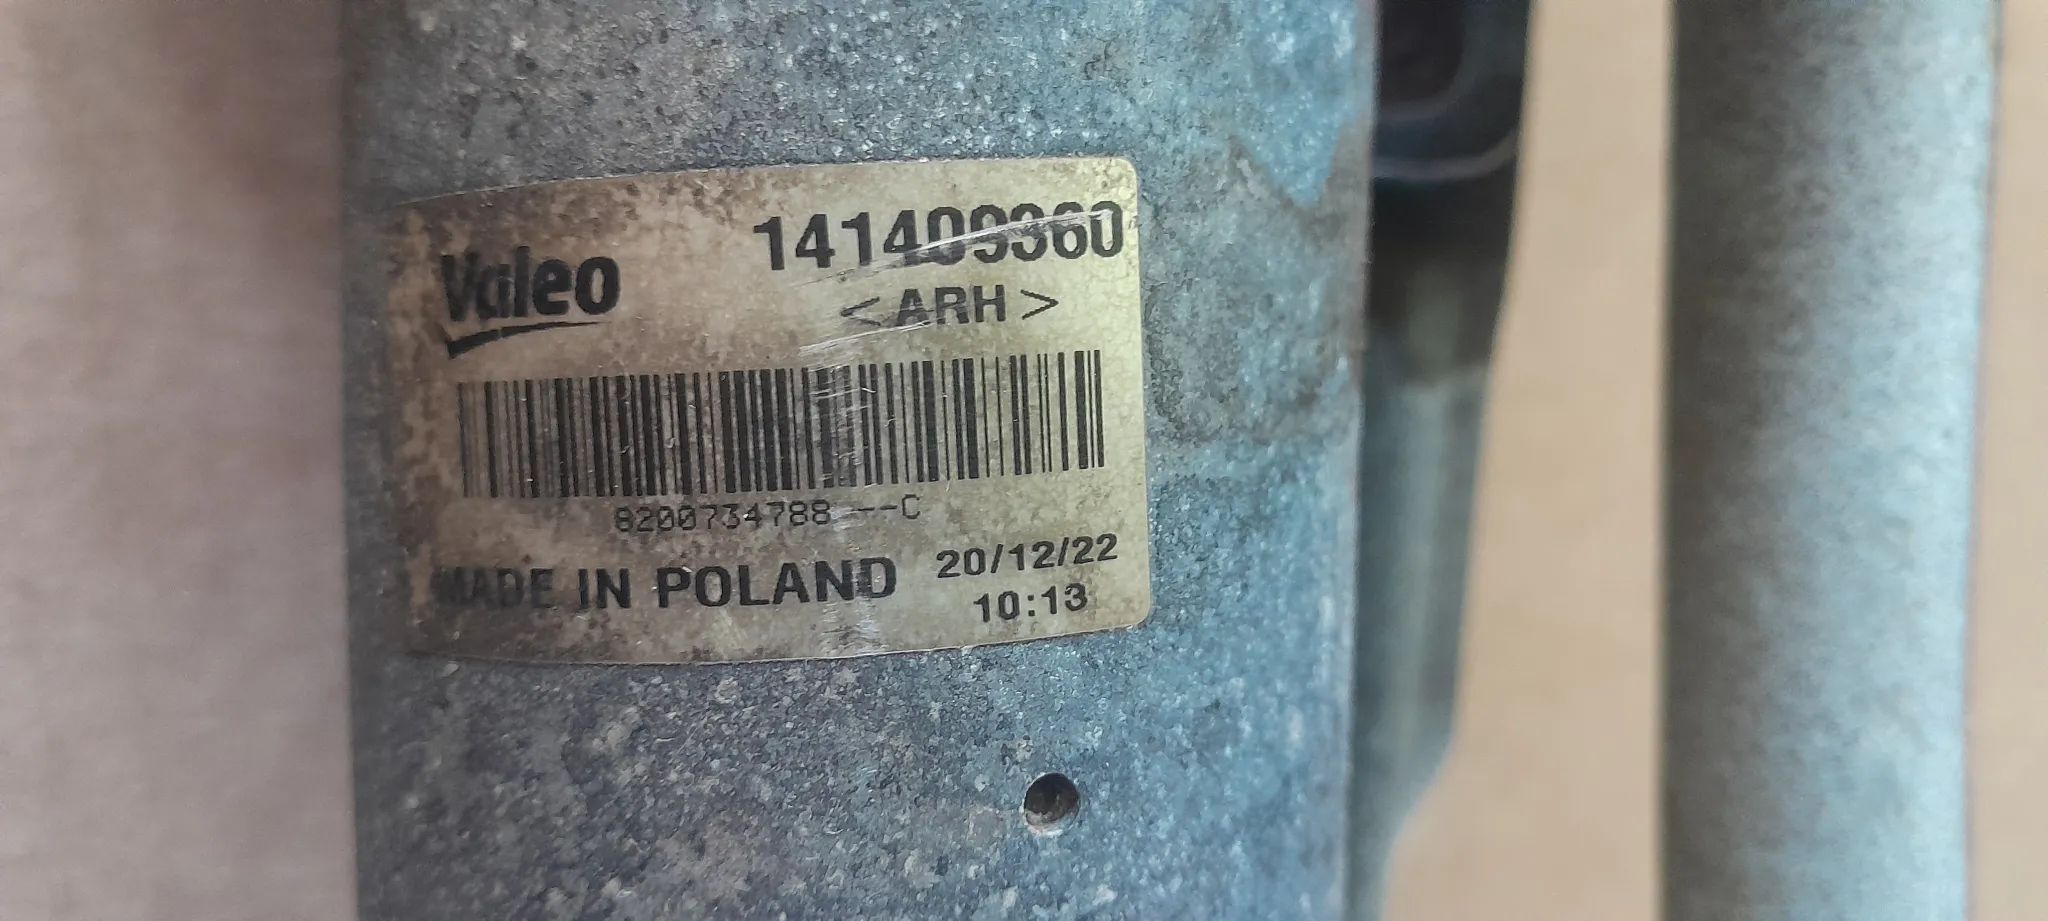 Valeo
141409360
<ARH>
8200734788 --C
MADE IN POLAND
20/12/22
10:13